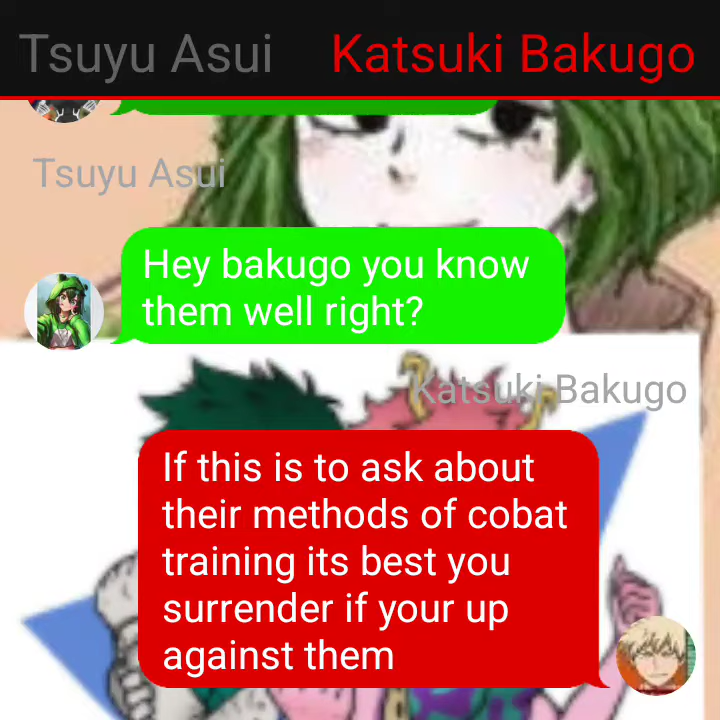 Tsuyu Asui Katsuki Bakugo
Tsuyu Asui
Hey bakugo you know
them well right?
Katsuki Bakugo
If this is to ask about
their methods of cobat
training its best you
surrender if your up
against them